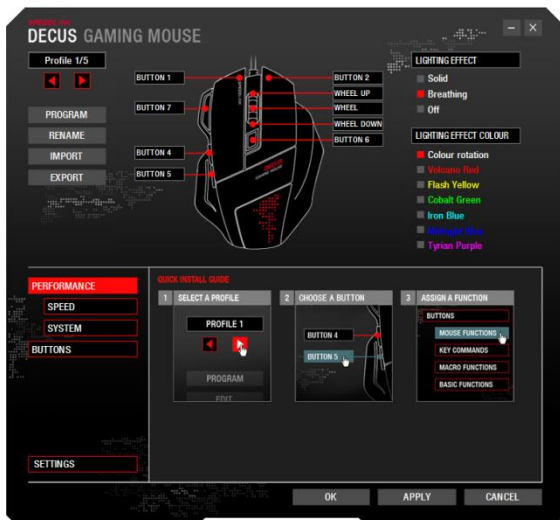 SPEEDLINK
DECUS GAMING MOUSE
Profile 1/5
PROGRAM
RENAME
IMPORT
EXPORT
BUTTON 1
BUTTON 7
BUTTON 4
BUTTON 5
BUTTON 2
WHEEL UP
WHEEL
WHEEL DOWN
BUTTON 6
LIGHTING EFFECT
Solid
Breathing
Off
LIGHTING EFFECT COLOUR
Colour rotation
Volcano Red
Flash Yellow
Cobalt Green
Iron Blue
Midnight Blue
Tyrian Purple
PERFORMANCE
SPEED
SYSTEM
BUTTONS
SETTINGS
QUICK INSTALL GUIDE
1 SELECT A PROFILE
PROFILE 1
PROGRAM
EDIT
2 CHOOSE A BUTTON
BUTTON 4
BUTTON 5
3 ASSIGN A FUNCTION
BUTTONS
MOUSE FUNCTIONS
KEY COMMANDS
MACRO FUNCTIONS
BASIC FUNCTIONS
OK
APPLY
CANCEL